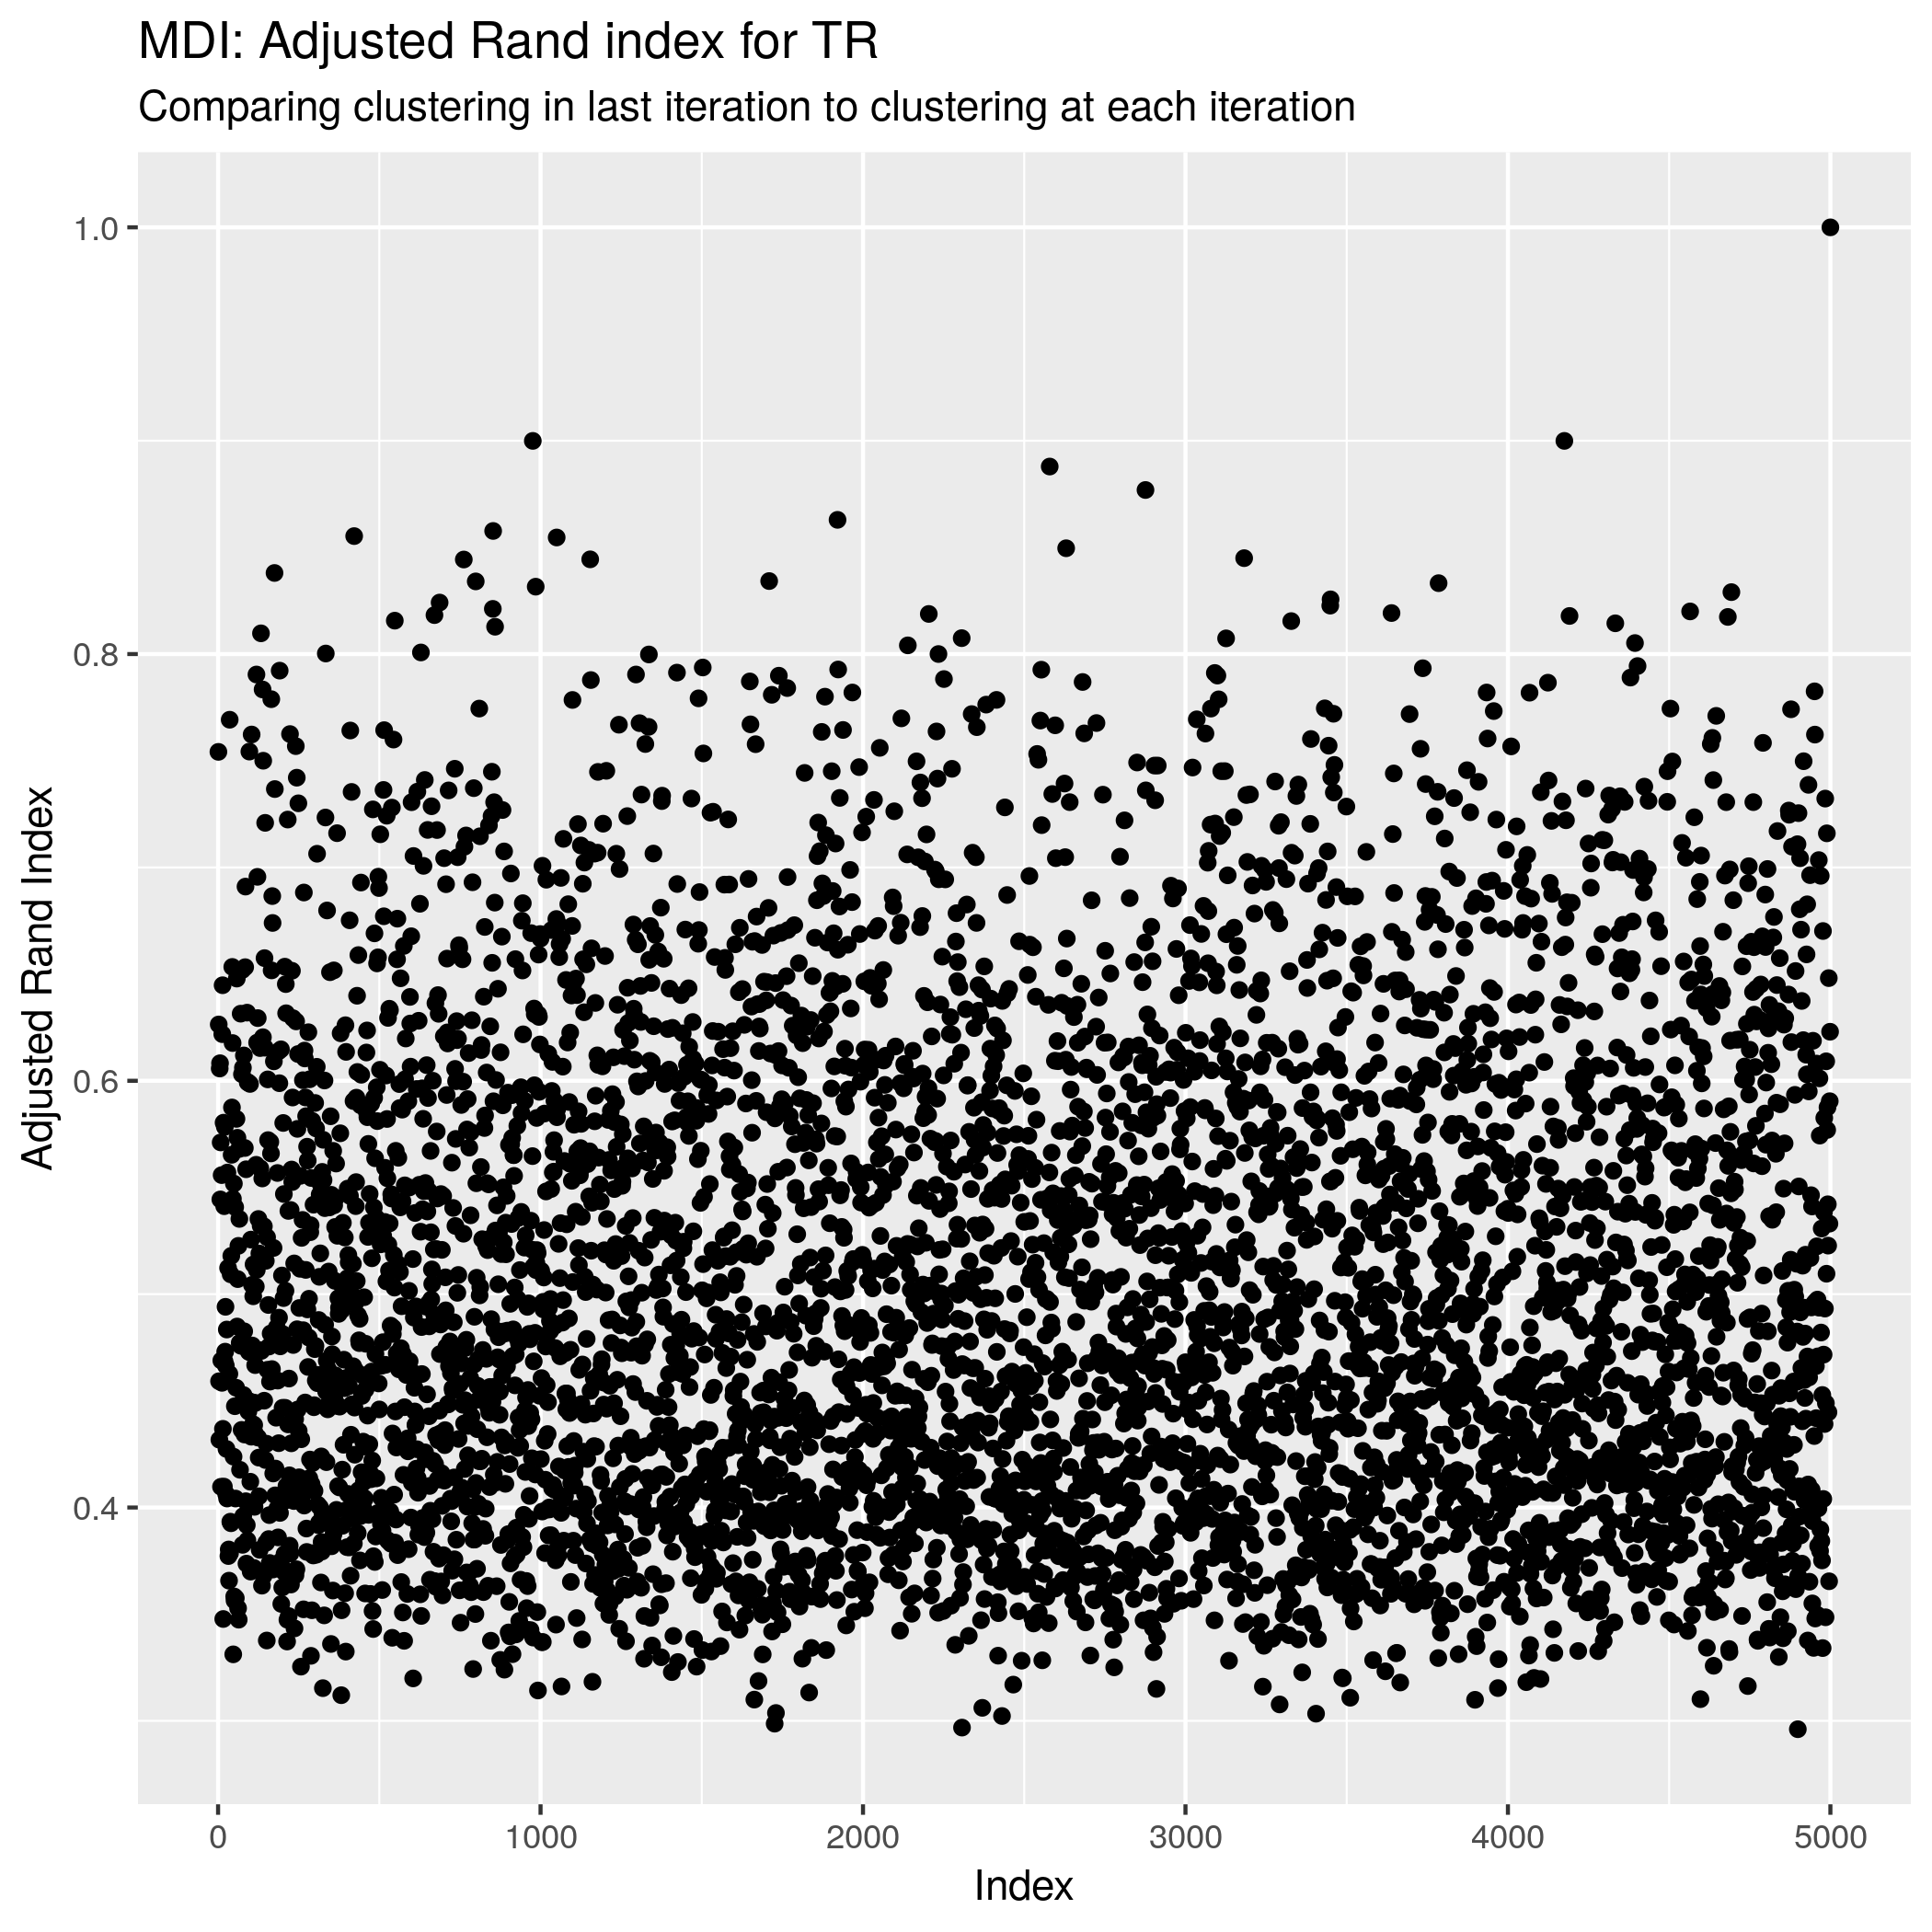 MDI: Adjusted Rand index for TR
Comparing clustering in last iteration to clustering at each iteration
Adjusted Rand Index
1.0
0.8
0.6
0.4
0 1000 2000 3000 4000 5000
Index